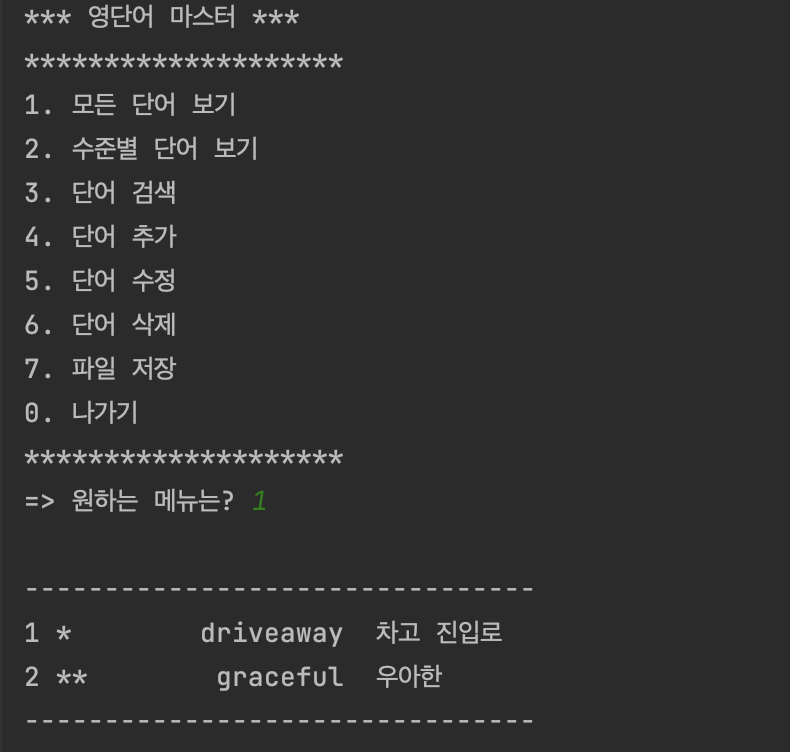 *** 영단어 마스터 ***
********************
1. 모든 단어 보기
2. 수준별 단어 보기
3. 단어 검색
4. 단어 추가
5. 단어 수정
6. 단어 삭제
7. 파일 저장
0. 나가기
********************
=> 원하는 메뉴는? 1
--------------------------------
1 *        driveaway  차고 진입로
2 **        graceful  우아한
--------------------------------